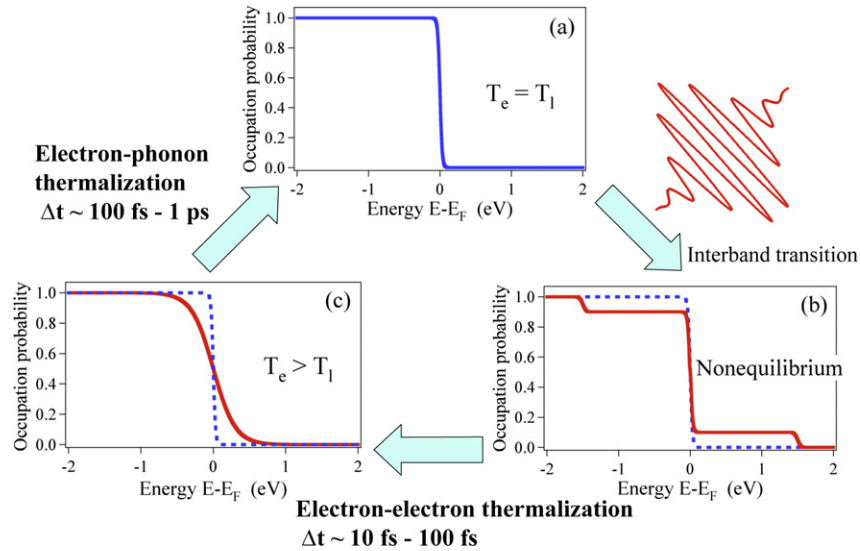 (a)
Occupation probability
1.0
0.8
0.6
0.4
0.2
0.0
T_e = T_l
-2 -1 0 1 2
Energy E-E_F (eV)
Electron-phonon
thermalization
Δt ~ 100 fs - 1 ps
Interband transition
(c)
Occupation probability
1.0
0.8
0.6
0.4
0.2
0.0
T_e > T_l
-2 -1 0 1 2
Energy E-E_F (eV)
(b)
Occupation probability
1.0
0.8
0.6
0.4
0.2
0.0
Nonequilibrium
-2 -1 0 1 2
Energy E-E_F (eV)
Electron-electron thermalization
Δt ~ 10 fs - 100 fs